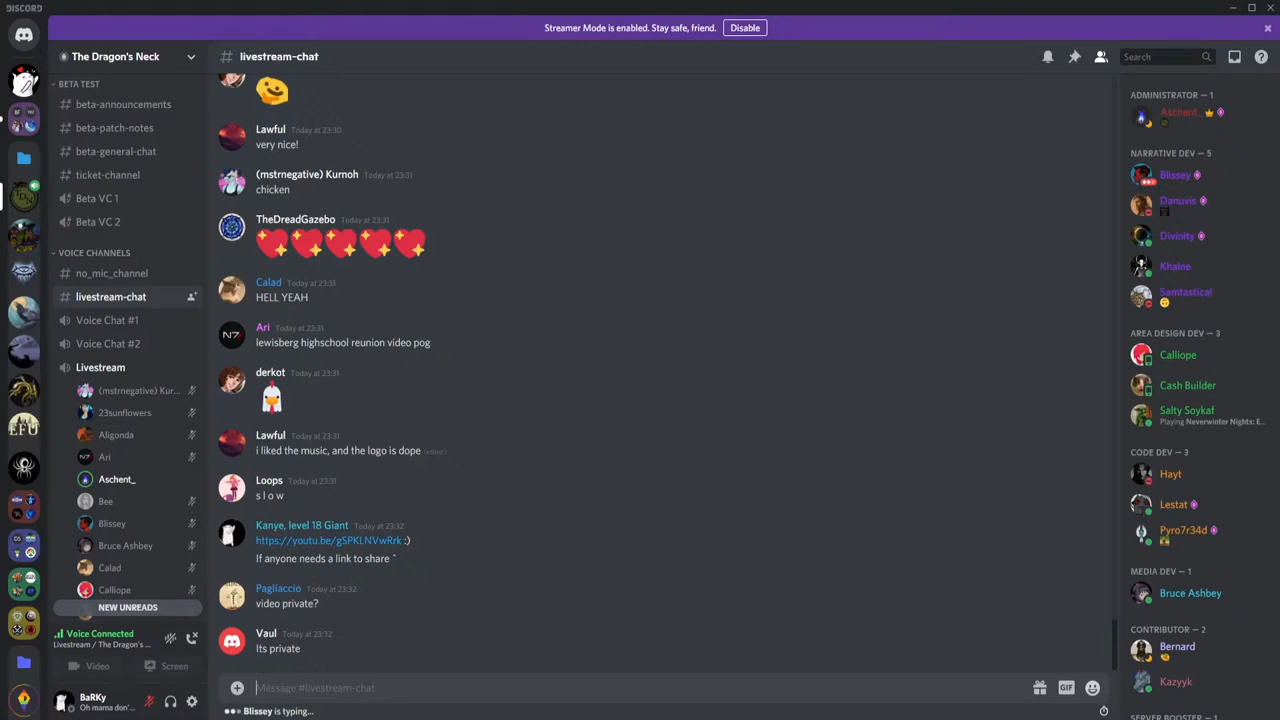 DISCORD
Streamer Mode is enabled. Stay safe, friend.
Disable
The Dragon's Neck
BETA TEST
beta-announcements
beta-patch-notes
beta-general-chat
ticket-channel
Beta VC 1
Beta VC 2
VOICE CHANNELS
no_mic_channel
livestream-chat
Voice Chat #1
Voice Chat #2
Livestream
(mstrnegative) Kur...
23sunflowers
Aligonda
Ari
Aschent_
Bee
Blissey
Bruce Ashbey
Calad
Calliope
NEW UNREADS
Voice Connected
Livestream / The Dragon's ...
Video
Screen
BaRKy
Oh mama don'...
EFU
livestream-chat
Search
Lawful Today at 23:30
very nice!
(mstrnegative) Kurnoh Today at 23:31
chicken
TheDreadGazebo Today at 23:31
Calad Today at 23:31
HELL YEAH
N7
Ari Today at 23:31
lewisberg highschool reunion video pog
derkot Today at 23:31
Lawful Today at 23:31
i liked the music, and the logo is dope (edited)
Loops Today at 23:31
s l o w
Kanye, level 18 Giant Today at 23:32
https://youtu.be/gSPKLNVwRrk :)
If anyone needs a link to share ^
Pagliaccio Today at 23:32
video private?
Vaul Today at 23:32
Its private
Message #livestream-chat
GIF
Blissey is typing...
ADMINISTRATOR — 1
Aschent_
NARRATIVE DEV — 5
Blissey
Danuvis
Divinity
Khaine
Samtastical
AREA DESIGN DEV — 3
Calliope
Cash Builder
Salty Soykaf
Playing Neverwinter Nights: E...
CODE DEV — 3
Hayt
Lestat
Pyro7r34d
MEDIA DEV — 1
Bruce Ashbey
CONTRIBUTOR — 2
Bernard
Kazyyk
SERVER BOOSTER —